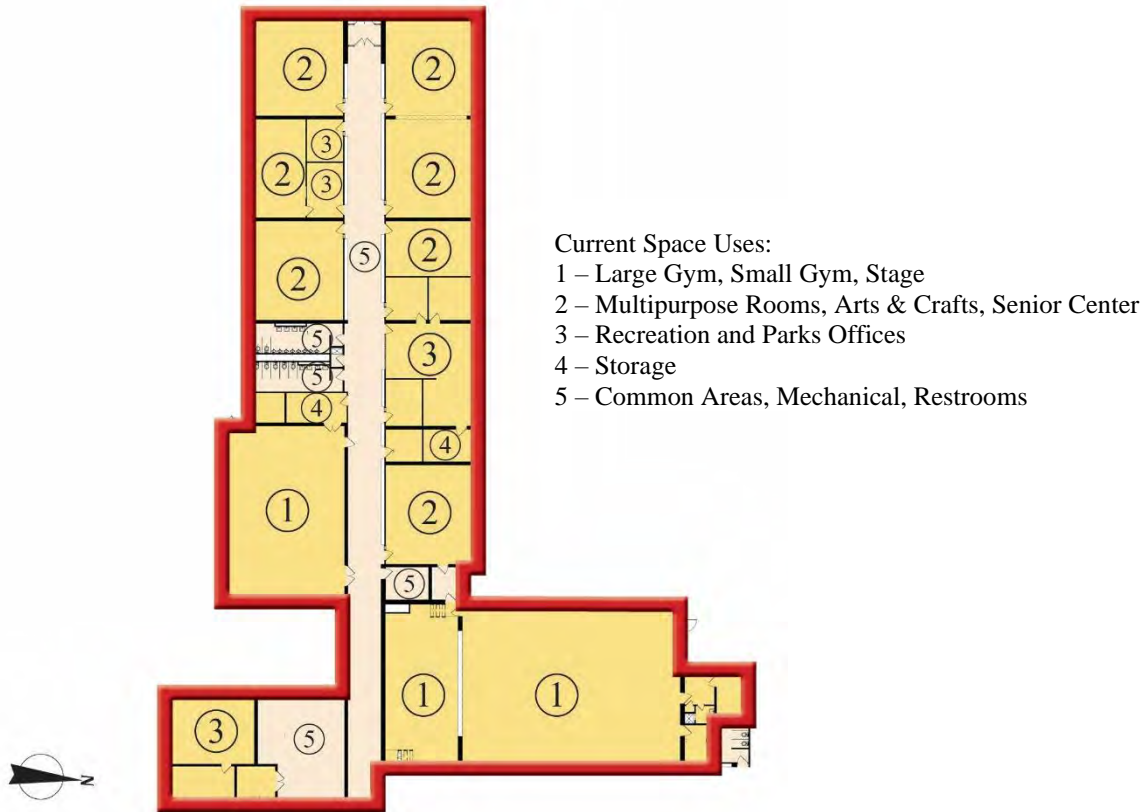 2 2
3
2 3 2
5 2
2
5 3
5
4 4
1 2
5
1 1
3 5
N
Current Space Uses:
1 – Large Gym, Small Gym, Stage
2 – Multipurpose Rooms, Arts & Crafts, Senior Center
3 – Recreation and Parks Offices
4 – Storage
5 – Common Areas, Mechanical, Restrooms